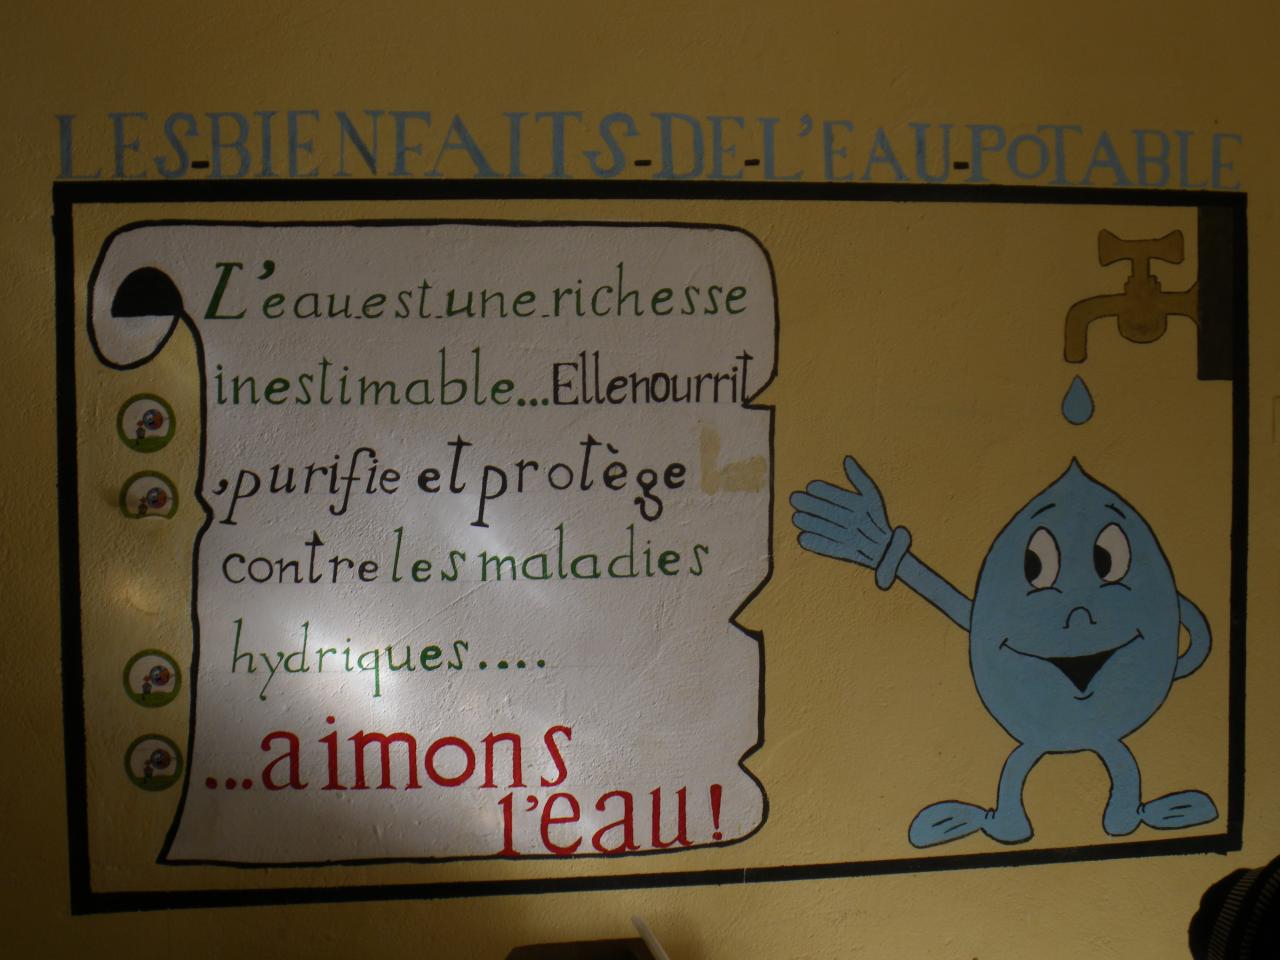 LES-BIENFAITS-DE-L'EAU-POTABLE
L'eau est une richesse
inestimable...Elle nourrit
,purifie et protège
contre les maladies
hydriques....
...aimons
l'eau!